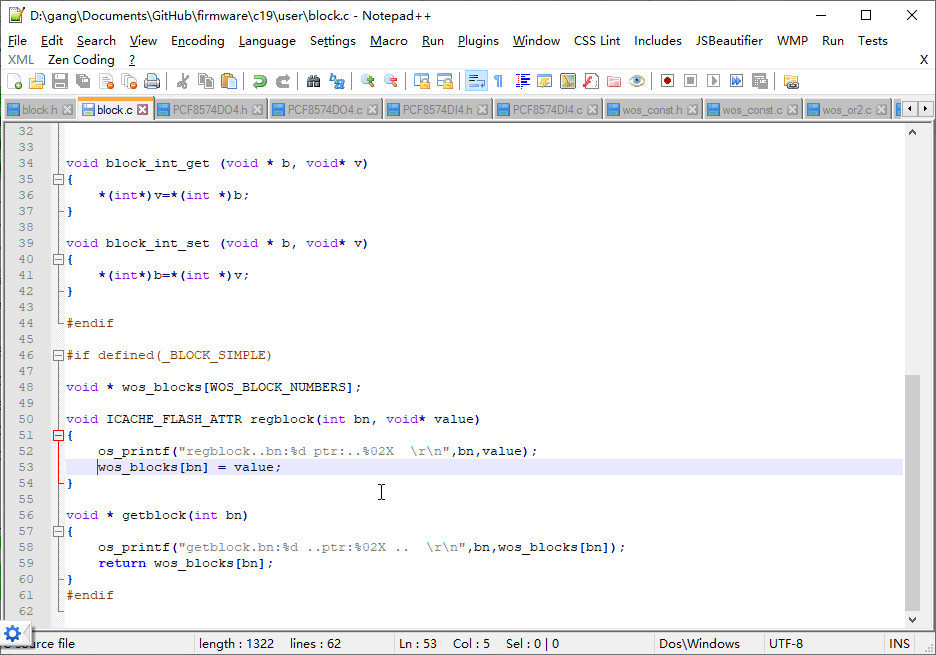 D:\gang\Documents\GitHub\firmware\c19\user\block.c - Notepad++
File Edit Search View Encoding Language Settings Macro Run Plugins Window CSS Lint Includes JSBeautifier WMP Run Tests
XML Zen Coding ? X
block.h block.c PCF8574DO4.h PCF8574DO4.c PCF8574DI4.h PCF8574DI4.c wos_const.h wos_const.c wos_or2.c
32
33
34 void block_int_get (void * b, void* v)
35 {
36 *(int*)v=*(int *)b;
37 }
38
39 void block_int_set (void * b, void* v)
40 {
41 *(int*)b=*(int *)v;
42 }
43
44 #endif
45
46 #if defined(_BLOCK_SIMPLE)
47
48 void * wos_blocks[WOS_BLOCK_NUMBERS];
49
50 void ICACHE_FLASH_ATTR regblock(int bn, void* value)
51 {
52 os_printf("regblock..bn:%d ptr:..%02X  \r\n",bn,value);
53 wos_blocks[bn] = value;
54 }
55
56 void * getblock(int bn)
57 {
58 os_printf("getblock.bn:%d ..ptr:%02X ..  \r\n",bn,wos_blocks[bn]);
59 return wos_blocks[bn];
60 }
61 #endif
62
source file length : 1322 lines : 62 Ln : 53 Col : 5 Sel : 0 | 0 Dos\Windows UTF-8 INS